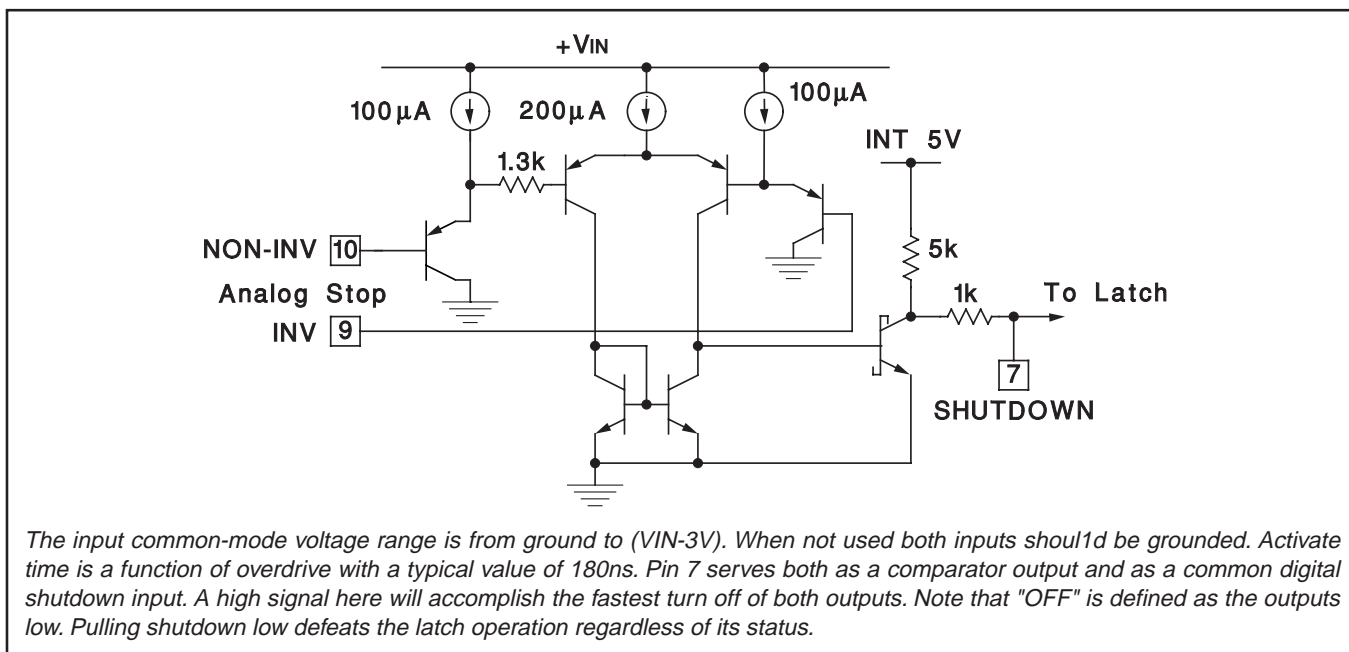 +VIN
100µA
200µA
100µA
INT 5V
1.3k
5k
NON-INV 10
1k
To Latch
Analog Stop
INV 9
7
SHUTDOWN
The input common-mode voltage range is from ground to (VIN-3V). When not used both inputs shoul1d be grounded. Activate
time is a function of overdrive with a typical value of 180ns. Pin 7 serves both as a comparator output and as a common digital
shutdown input. A high signal here will accomplish the fastest turn off of both outputs. Note that "OFF" is defined as the outputs
low. Pulling shutdown low defeats the latch operation regardless of its status.